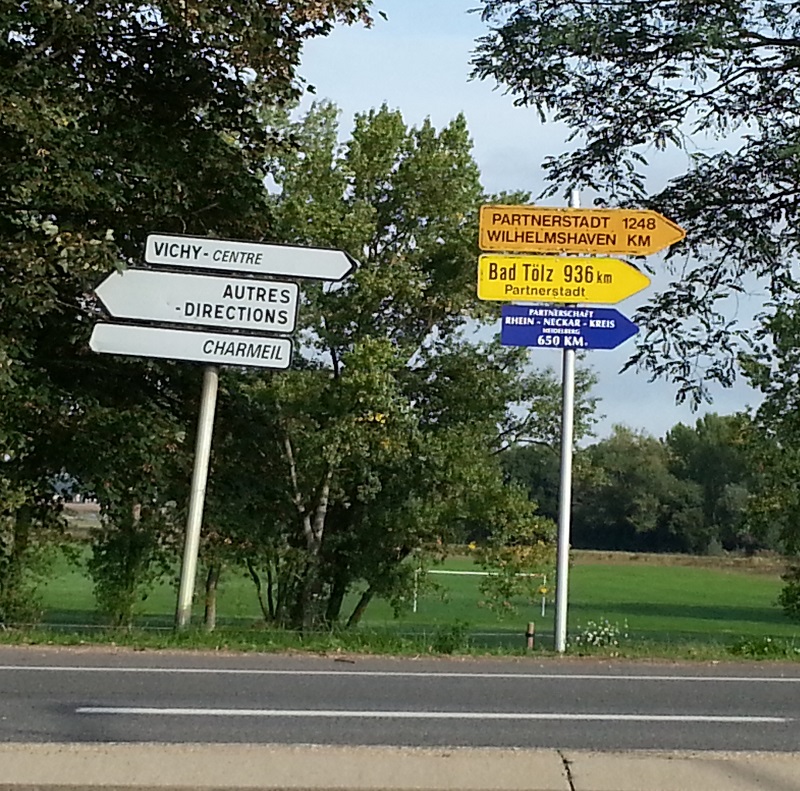 VICHY - CENTRE
AUTRES
- DIRECTIONS
CHARMEIL
PARTNERSTADT 1248
WILHELMSHAVEN KM
Bad Tölz 936 km
Partnerstadt
PARTNERSCHAFT
RHEIN - NECKAR - KREIS
HEIDELBERG
650 KM.